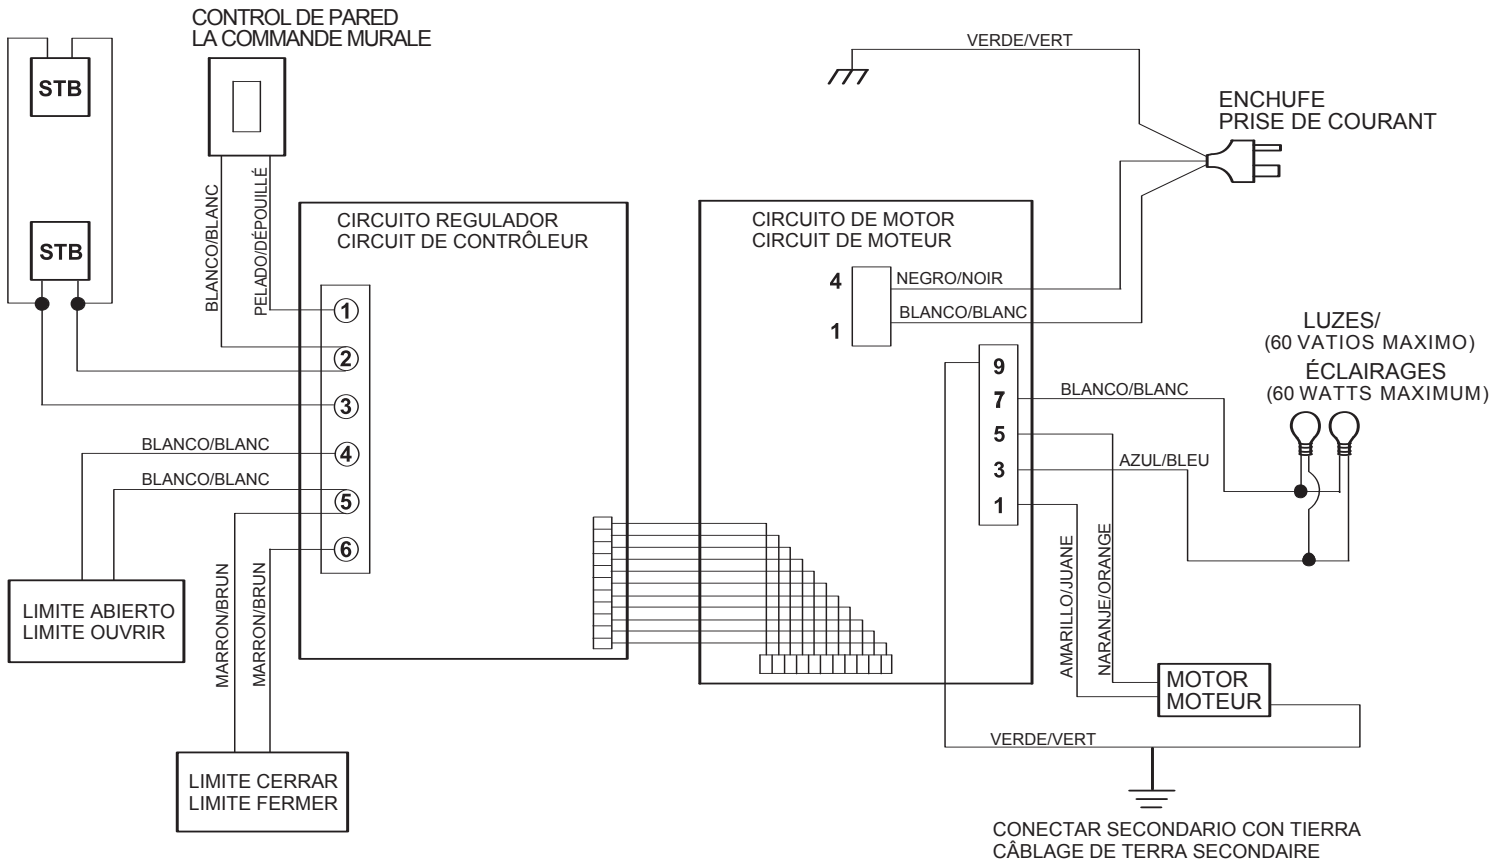 CONTROL DE PARED
LA COMMANDE MURALE
VERDE/VERT
STB
ENCHUFE
PRISE DE COURANT
BLANCO/BLANC
PELADO/DÉPOUILLÉ
STB
CIRCUITO REGULADOR
CIRCUIT DE CONTRÔLEUR
1
2
3
4
5
6
CIRCUITO DE MOTOR
CIRCUIT DE MOTEUR
4
NEGRO/NOIR
BLANCO/BLANC
1
9
7
5
3
1
LUZES/
(60 VATIOS MAXIMO)
ÉCLAIRAGES
(60 WATTS MAXIMUM)
BLANCO/BLANC
AZUL/BLEU
BLANCO/BLANC
BLANCO/BLANC
AMARILLO/JUANE
NARANJE/ORANGE
LIMITE ABIERTO
LIMITE OUVRIR
MARRON/BRUN
MARRON/BRUN
MOTOR
MOTEUR
VERDE/VERT
LIMITE CERRAR
LIMITE FERMER
CONECTAR SECONDARIO CON TIERRA
CÂBLAGE DE TERRA SECONDAIRE